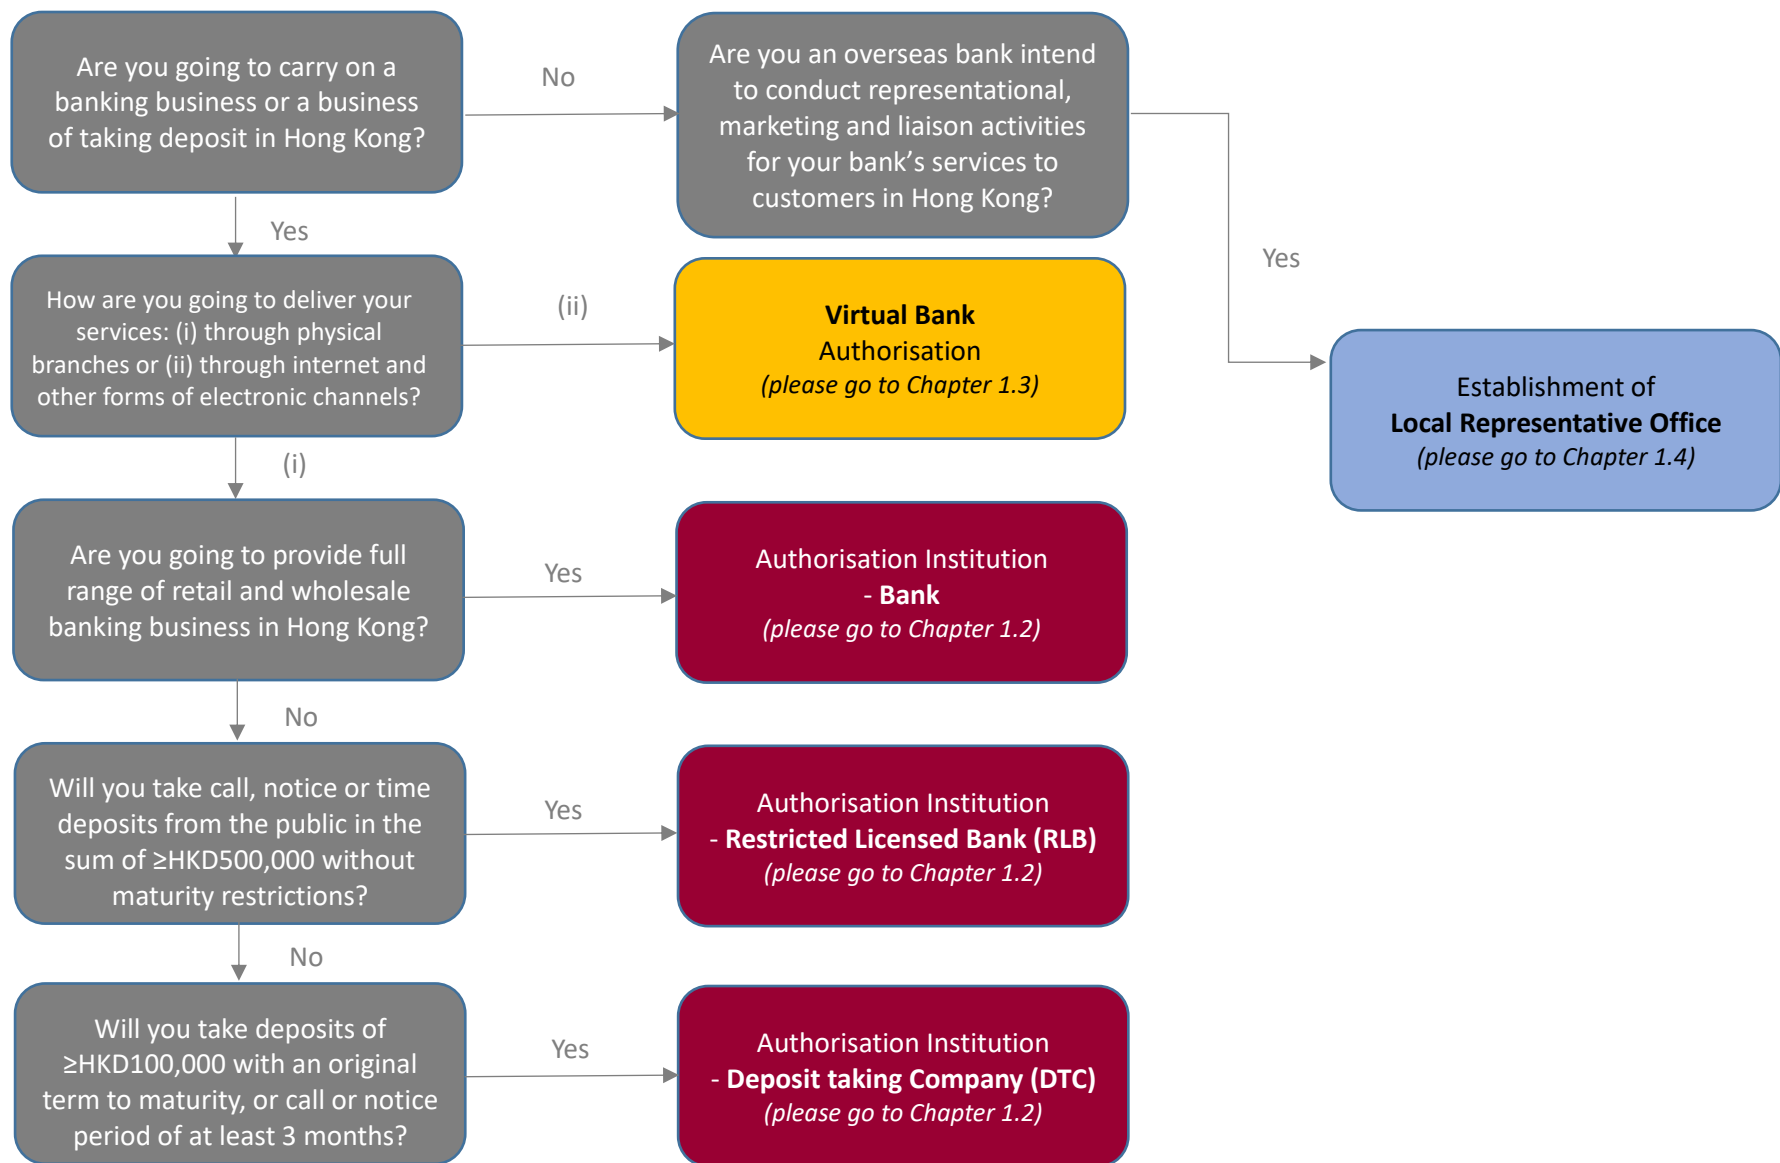 Are you going to carry on a
banking business or a business
of taking deposit in Hong Kong?
No
Are you an overseas bank intend
to conduct representational,
marketing and liaison activities
for your bank's services to
customers in Hong Kong?
Yes
Yes
How are you going to deliver your
services: (i) through physical
branches or (ii) through internet and
other forms of electronic channels?
(ii)
Virtual Bank
Authorisation
(please go to Chapter 1.3)
Establishment of
Local Representative Office
(please go to Chapter 1.4)
(i)
Are you going to provide full
range of retail and wholesale
banking business in Hong Kong?
Yes
Authorisation Institution
- Bank
(please go to Chapter 1.2)
No
Will you take call, notice or time
deposits from the public in the
sum of ≥HKD500,000 without
maturity restrictions?
Yes
Authorisation Institution
- Restricted Licensed Bank (RLB)
(please go to Chapter 1.2)
No
Will you take deposits of
≥HKD100,000 with an original
term to maturity, or call or notice
period of at least 3 months?
Yes
Authorisation Institution
- Deposit taking Company (DTC)
(please go to Chapter 1.2)